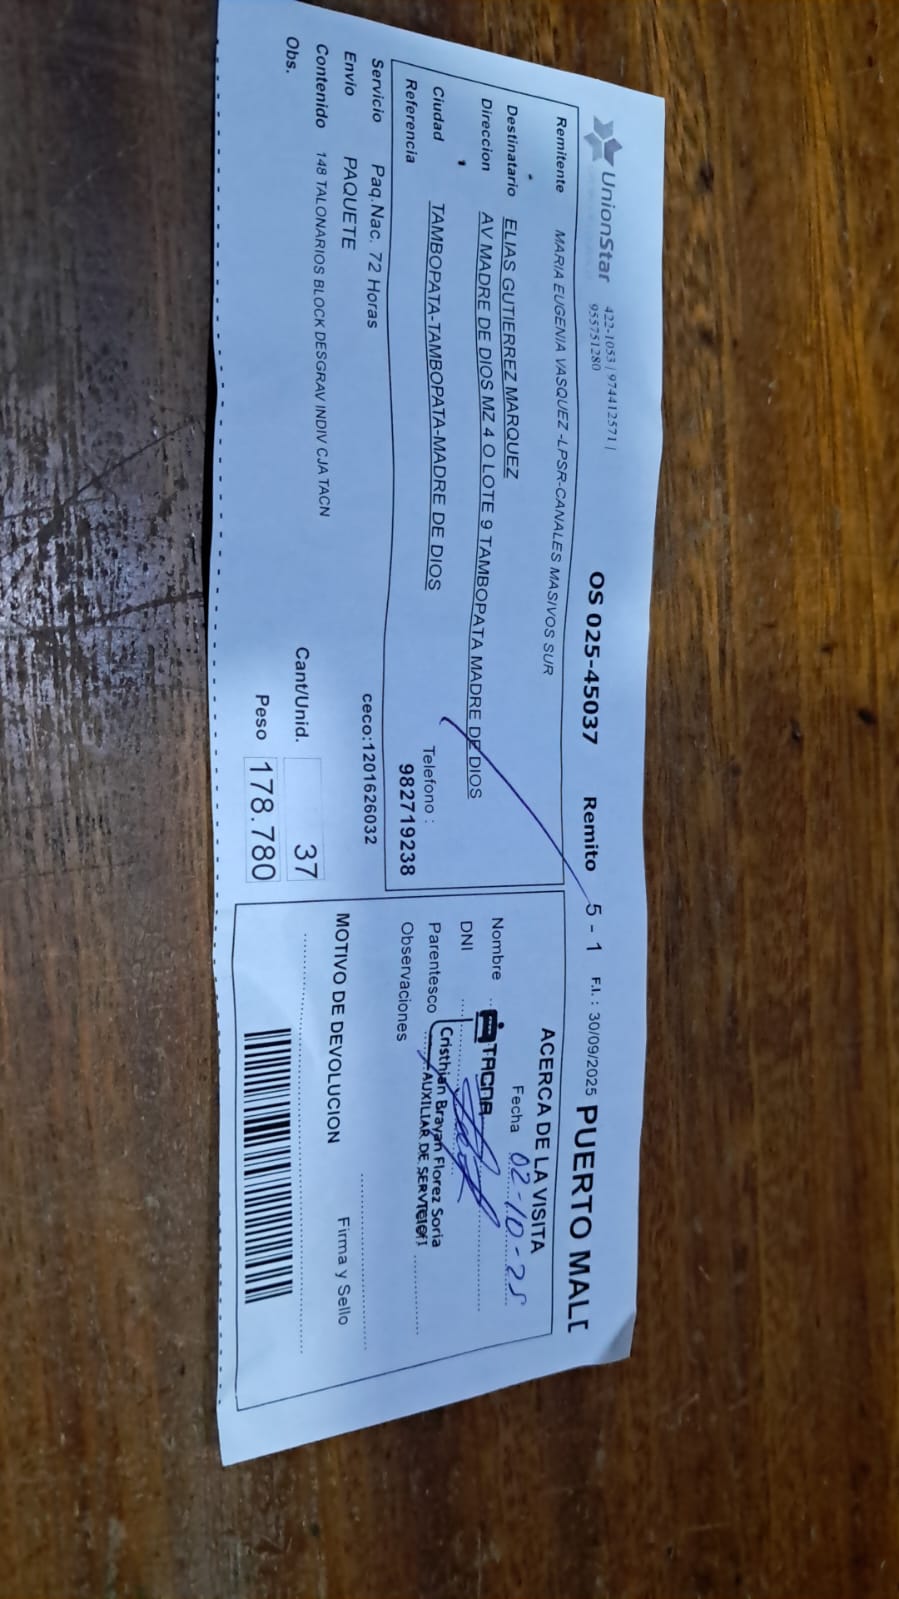 UnionStar 422-1053 | 974412571 |
955751280
OS 025-45037 Remito 5 - 1 F.I. : 30/09/2025 PUERTO MALD
Remitente MARIA EUGENIA VASQUEZ -LPSR-CANALES MASIVOS SUR
Destinatario ELIAS GUTIERREZ MARQUEZ
Direccion AV MADRE DE DIOS MZ 4 O LOTE 9 TAMBOPATA MADRE DE DIOS
Ciudad TAMBOPATA-TAMBOPATA-MADRE DE DIOS
Telefono :
Referencia 982719238
Servicio Paq.Nac. 72 Horas ceco:1201626032
Envio PAQUETE
Contenido 148 TALONARIOS BLOCK DESGRAV INDIV CJA TACN
Obs.
Cant/Unid. 37
Peso 178.780
ACERCA DE LA VISITA
Fecha 02-10-25
Nombre
TACNA
DNI
Parentesco Cristhian Brayan Florez Soria
AUXILIAR DE SERVICIO
Observaciones
MOTIVO DE DEVOLUCION Firma y Sello